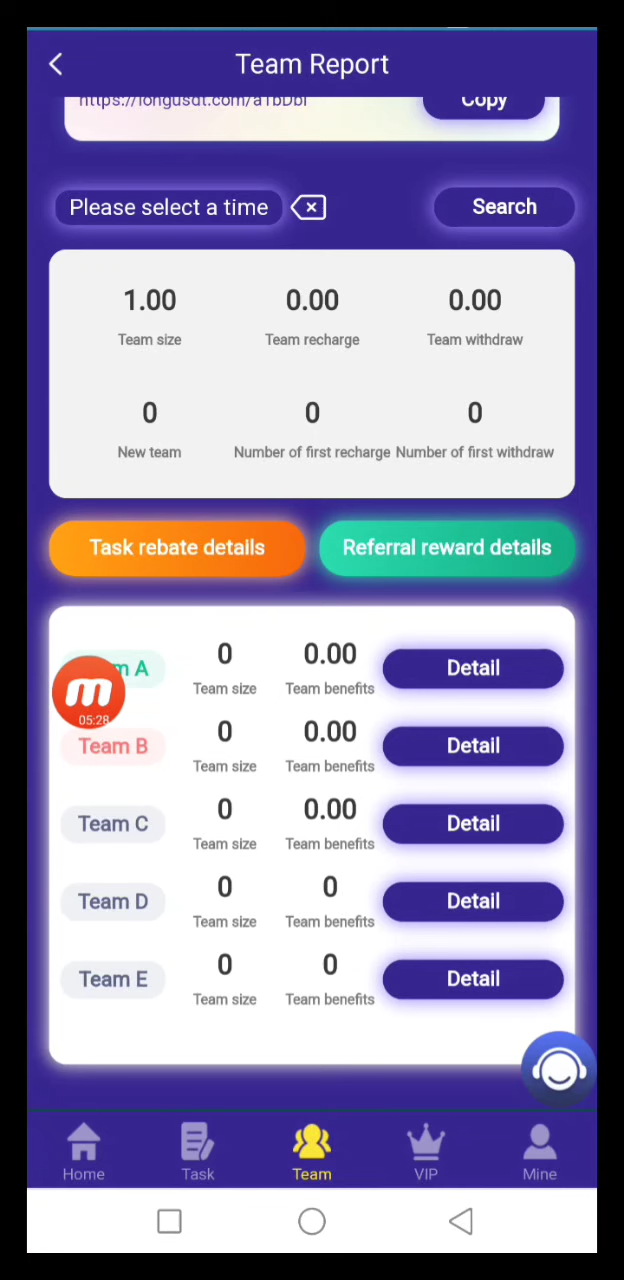 Team Report
Copy
Please select a time
Search
1.00 0.00 0.00
Team size Team recharge Team withdraw
0 0 0
New team Number of first recharge Number of first withdraw
Task rebate details Referral reward details
0 0.00
m A Team size Team benefits Detail
05:28
0 0.00
Team B Team size Team benefits Detail
0 0.00
Team C Team size Team benefits Detail
0 0
Team D Team size Team benefits Detail
0 0
Team E Team size Team benefits Detail
Home Task Team VIP Mine